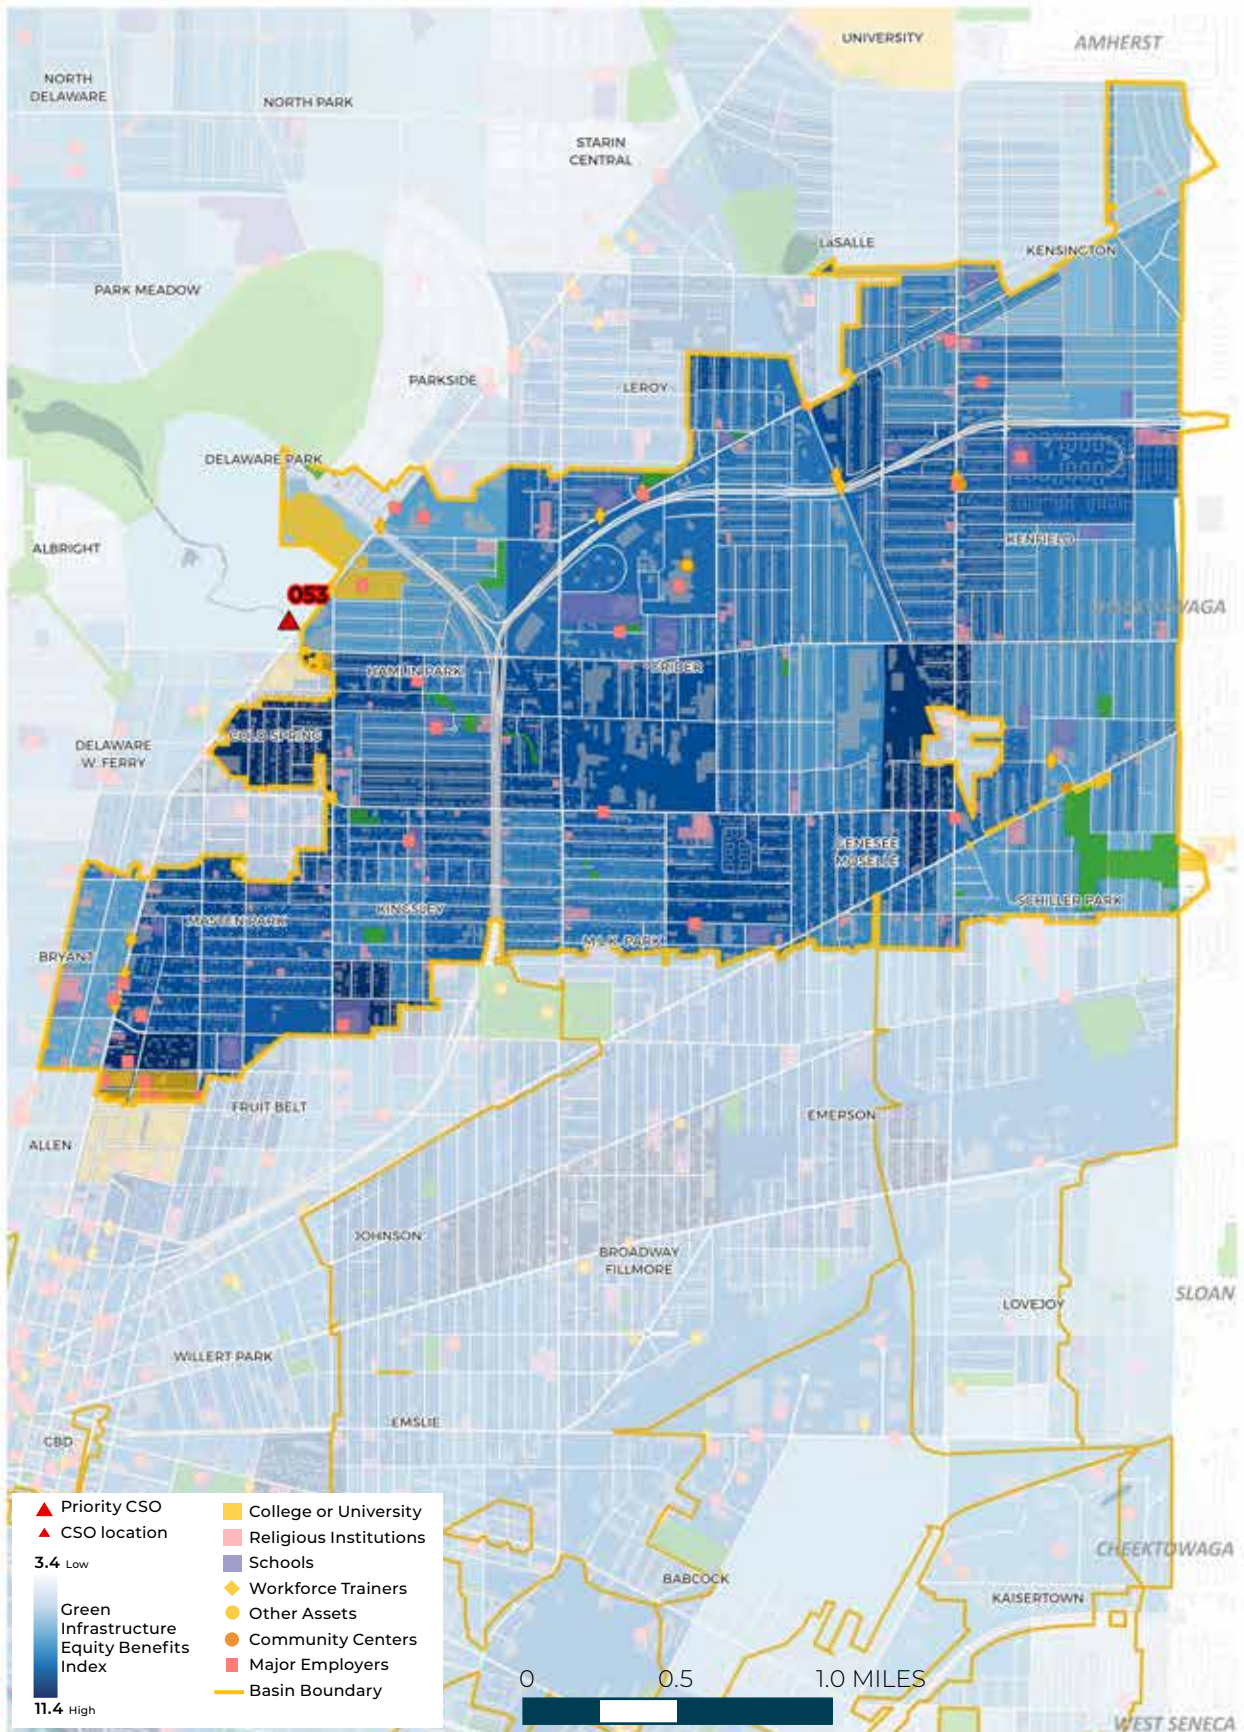 UNIVERSITY
AMHERST
NORTH
DELAWARE
NORTH PARK
STARIN
CENTRAL
LaSALLE
KENSINGTON
PARK MEADOW
PARKSIDE
LEROY
DELAWARE PARK
ALBRIGHT
KENFIELD
053
HAMLIN PARK
GRIDER
COLD SPRING
DELAWARE
W. FERRY
GENESEE
MOSELLE
SCHILLER PARK
MASTEN PARK
KINGSLEY
M.L.K. PARK
BRYANT
FRUIT BELT
EMERSON
ALLEN
JOHNSON
BROADWAY
FILLMORE
SLOAN
LOVEJOY
WILLERT PARK
EMSLIE
CBD
CHEEKTOWAGA
BABCOCK
KAISERTOWN
WEST SENECA
Priority CSO
CSO location
3.4 Low
Green
Infrastructure
Equity Benefits
Index
11.4 High
College or University
Religious Institutions
Schools
Workforce Trainers
Other Assets
Community Centers
Major Employers
Basin Boundary
0 0.5 1.0 MILES